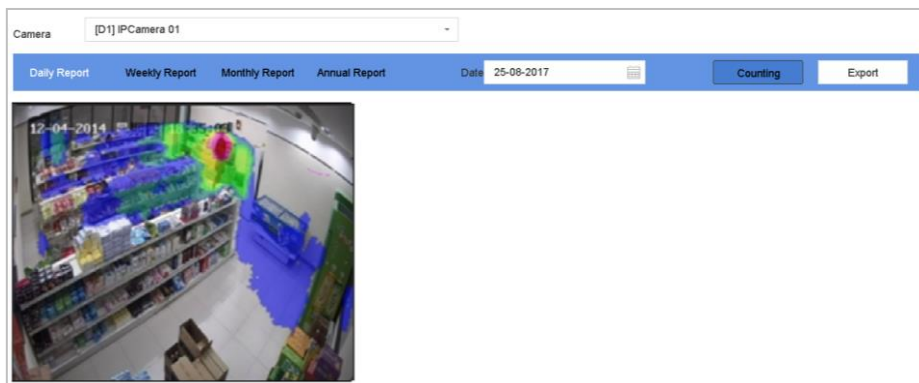 Camera [D1] IPCamera 01
Daily Report Weekly Report Monthly Report Annual Report Date 25-08-2017 Counting Export
12-04-2014